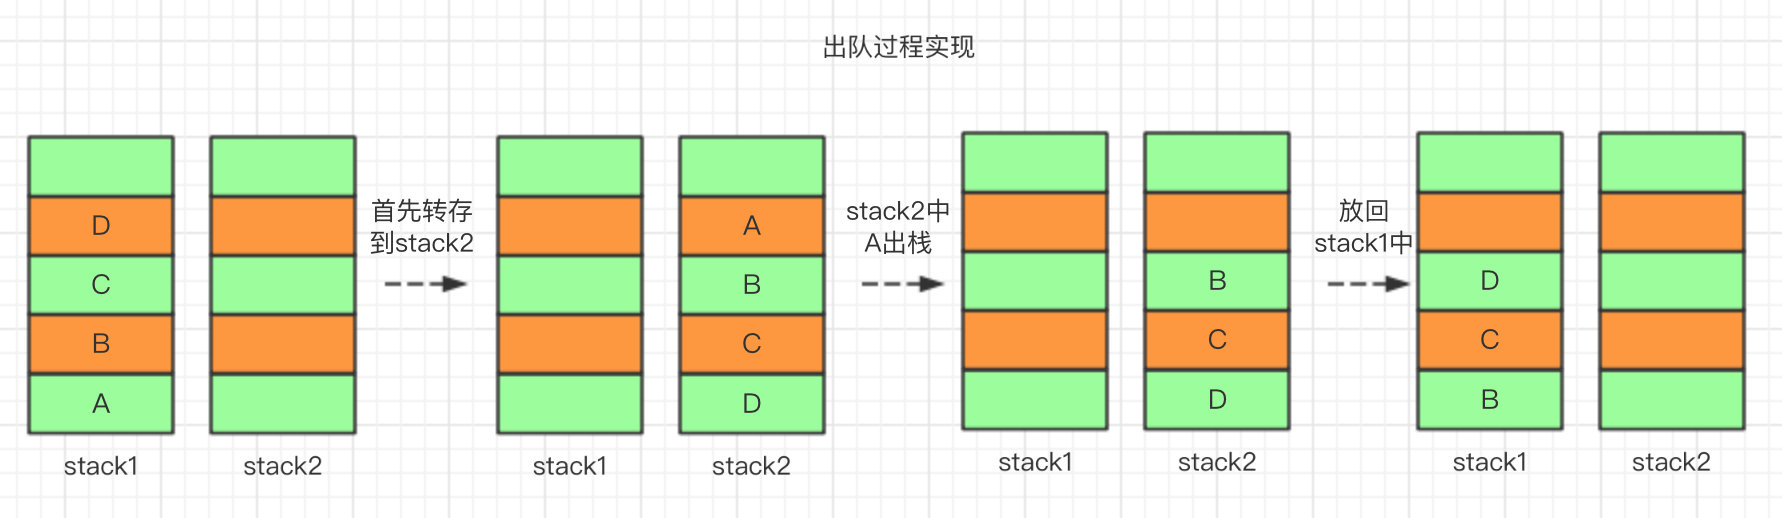 出队过程实现
D
C
B
A
stack1
stack2
首先转存
到stack2
stack1
A
B
C
D
stack2
stack2中
A出栈
stack1
B
C
D
stack2
放回
stack1中
D
C
B
stack1
stack2